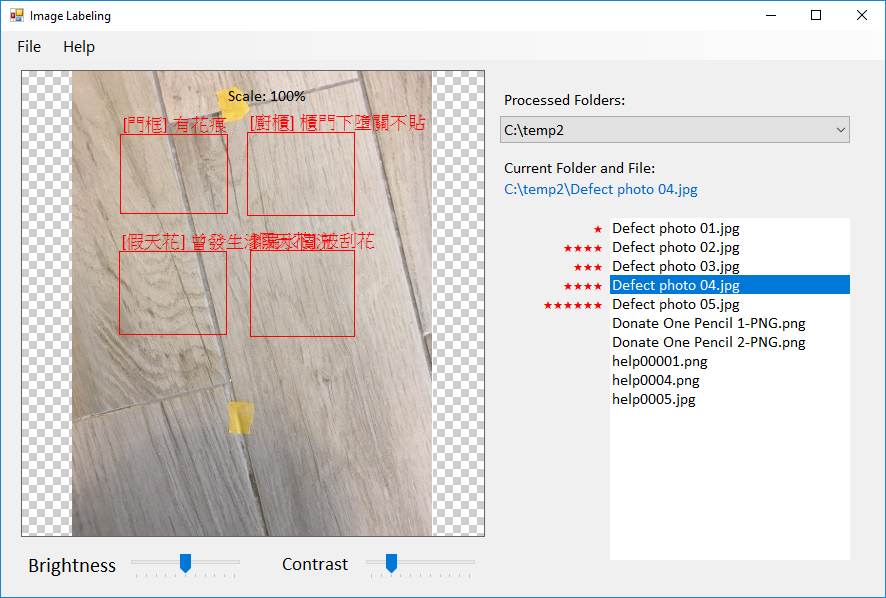 Image Labeling
File Help
Scale: 100%
[門框] 有花痕
[廚櫃] 櫃門下墮關不貼
[假天花] 曾發生滲
被刮花
Brightness
Contrast
Processed Folders:
C:\temp2
Current Folder and File:
C:\temp2\Defect photo 04.jpg
★ Defect photo 01.jpg
★★★★ Defect photo 02.jpg
★★★ Defect photo 03.jpg
★★★★ Defect photo 04.jpg
★★★★★★ Defect photo 05.jpg
Donate One Pencil 1-PNG.png
Donate One Pencil 2-PNG.png
help00001.png
help0004.png
help0005.jpg